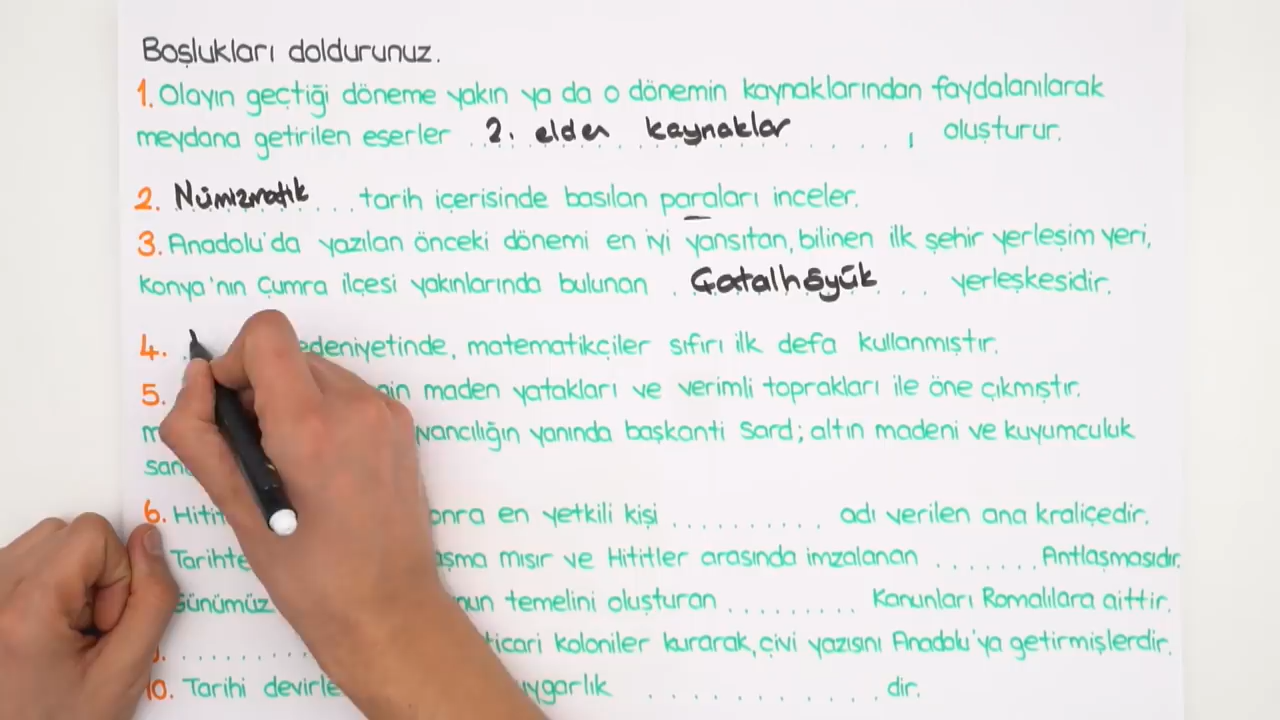 Boşlukları doldurunuz.
1. Olayın geçtiği döneme yakın ya da o dönemin kaynaklarından faydalanılarak
meydana getirilen eserler ..2. elden kaynaklar....., oluşturur.
2. Nümizmatik.... tarih içerisinde basılan paraları inceler.
3. Anadolu'da yazılan önceki dönemi en iyi yansıtan, bilinen ilk şehir yerleşim yeri,
Konya'nın Çumra ilçesi yakınlarında bulunan . Çatalhöyük .. yerleşkesidir.
4. edeniyetinde, matematikçiler sıfırı ilk defa kullanmıştır.
5. nin maden yatakları ve verimli toprakları ile öne çıkmıştır.
vancılığın yanında başkanti Sard; altın madeni ve kuyumculuk
san
6. Hitit onra en yetkili kişi .......... adı verilen ana kraliçedir.
Tarihte aşma mısır ve Hititler arasında imzalanan ....... Antlaşmasıdır.
Günümüz nun temelini oluşturan ......... Kanunları Romalılara aittir.
.......... ticari koloniler kurarak, çivi yazısını Anadolu'ya getirmişlerdir.
10. Tarihi devirle uygarlık ........... dir.